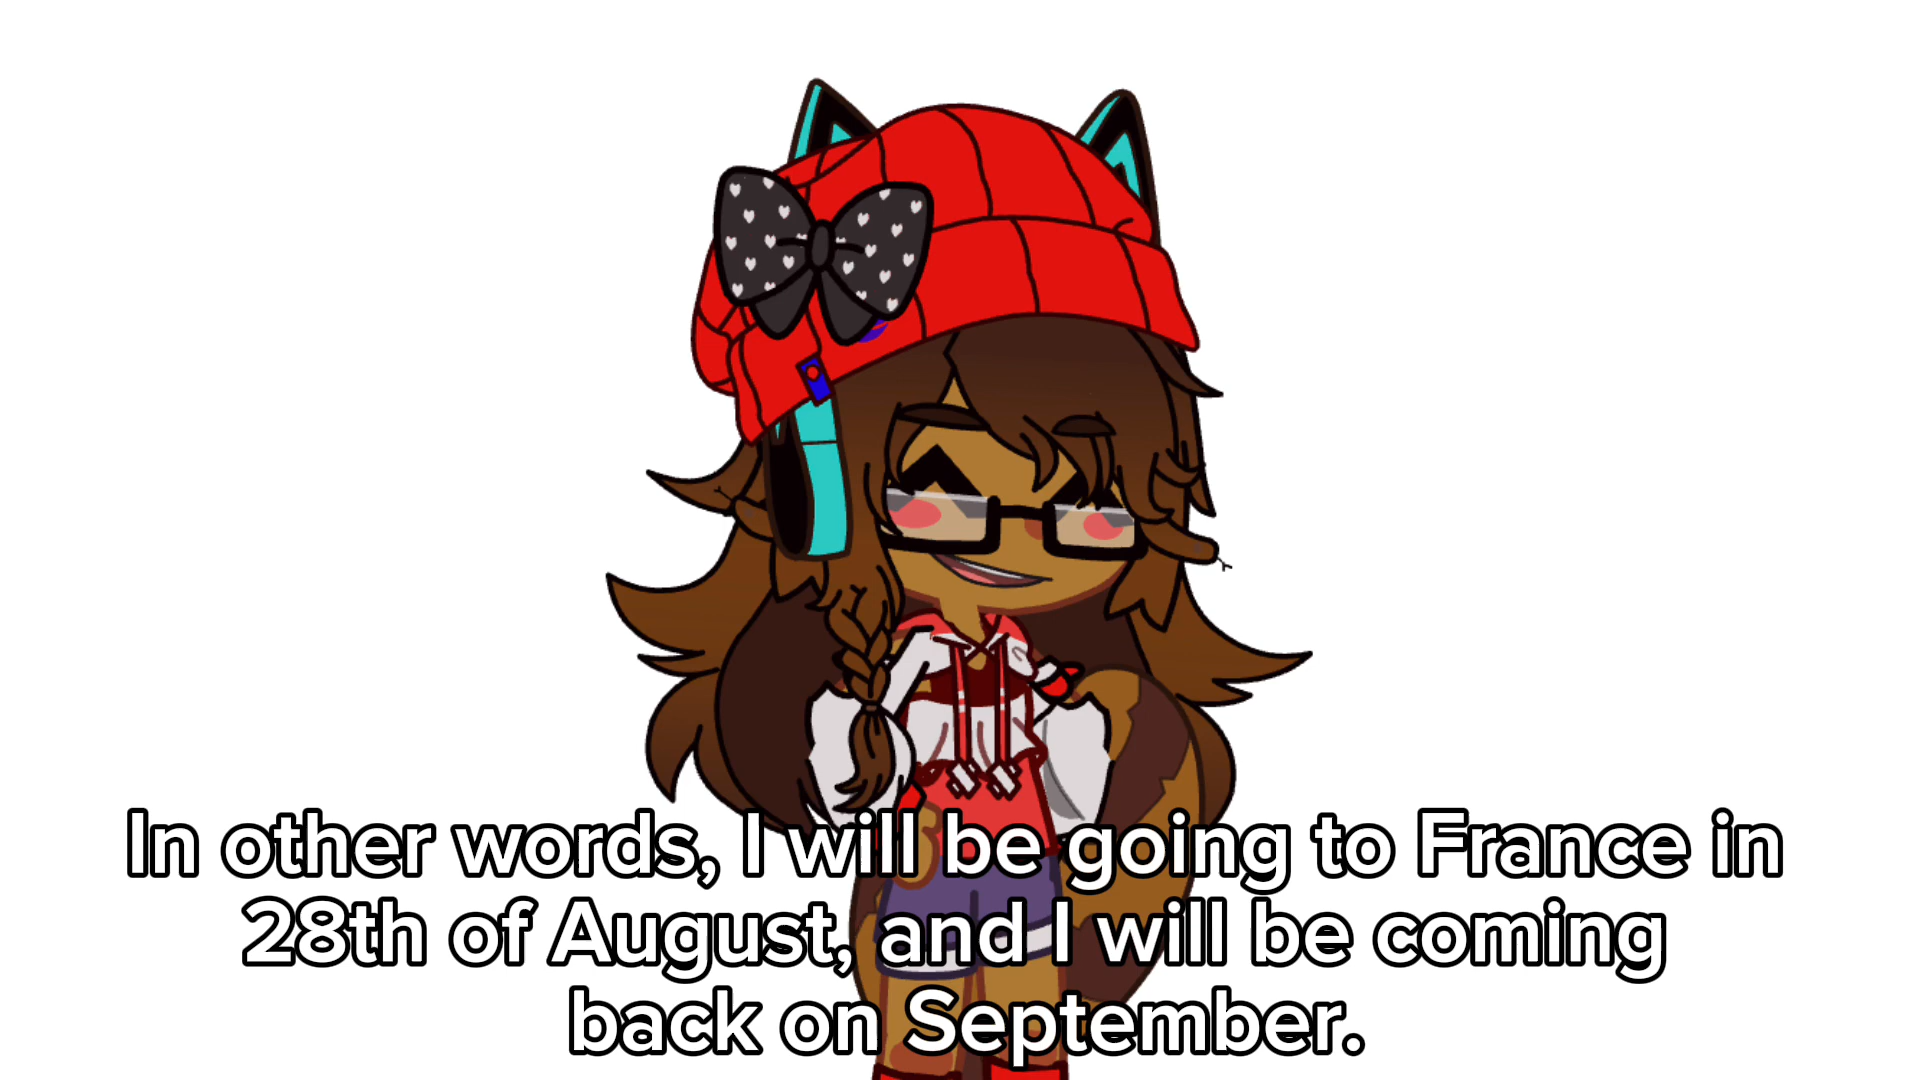 In other words, I will be going to France in
28th of August, and I will be coming
back on September.